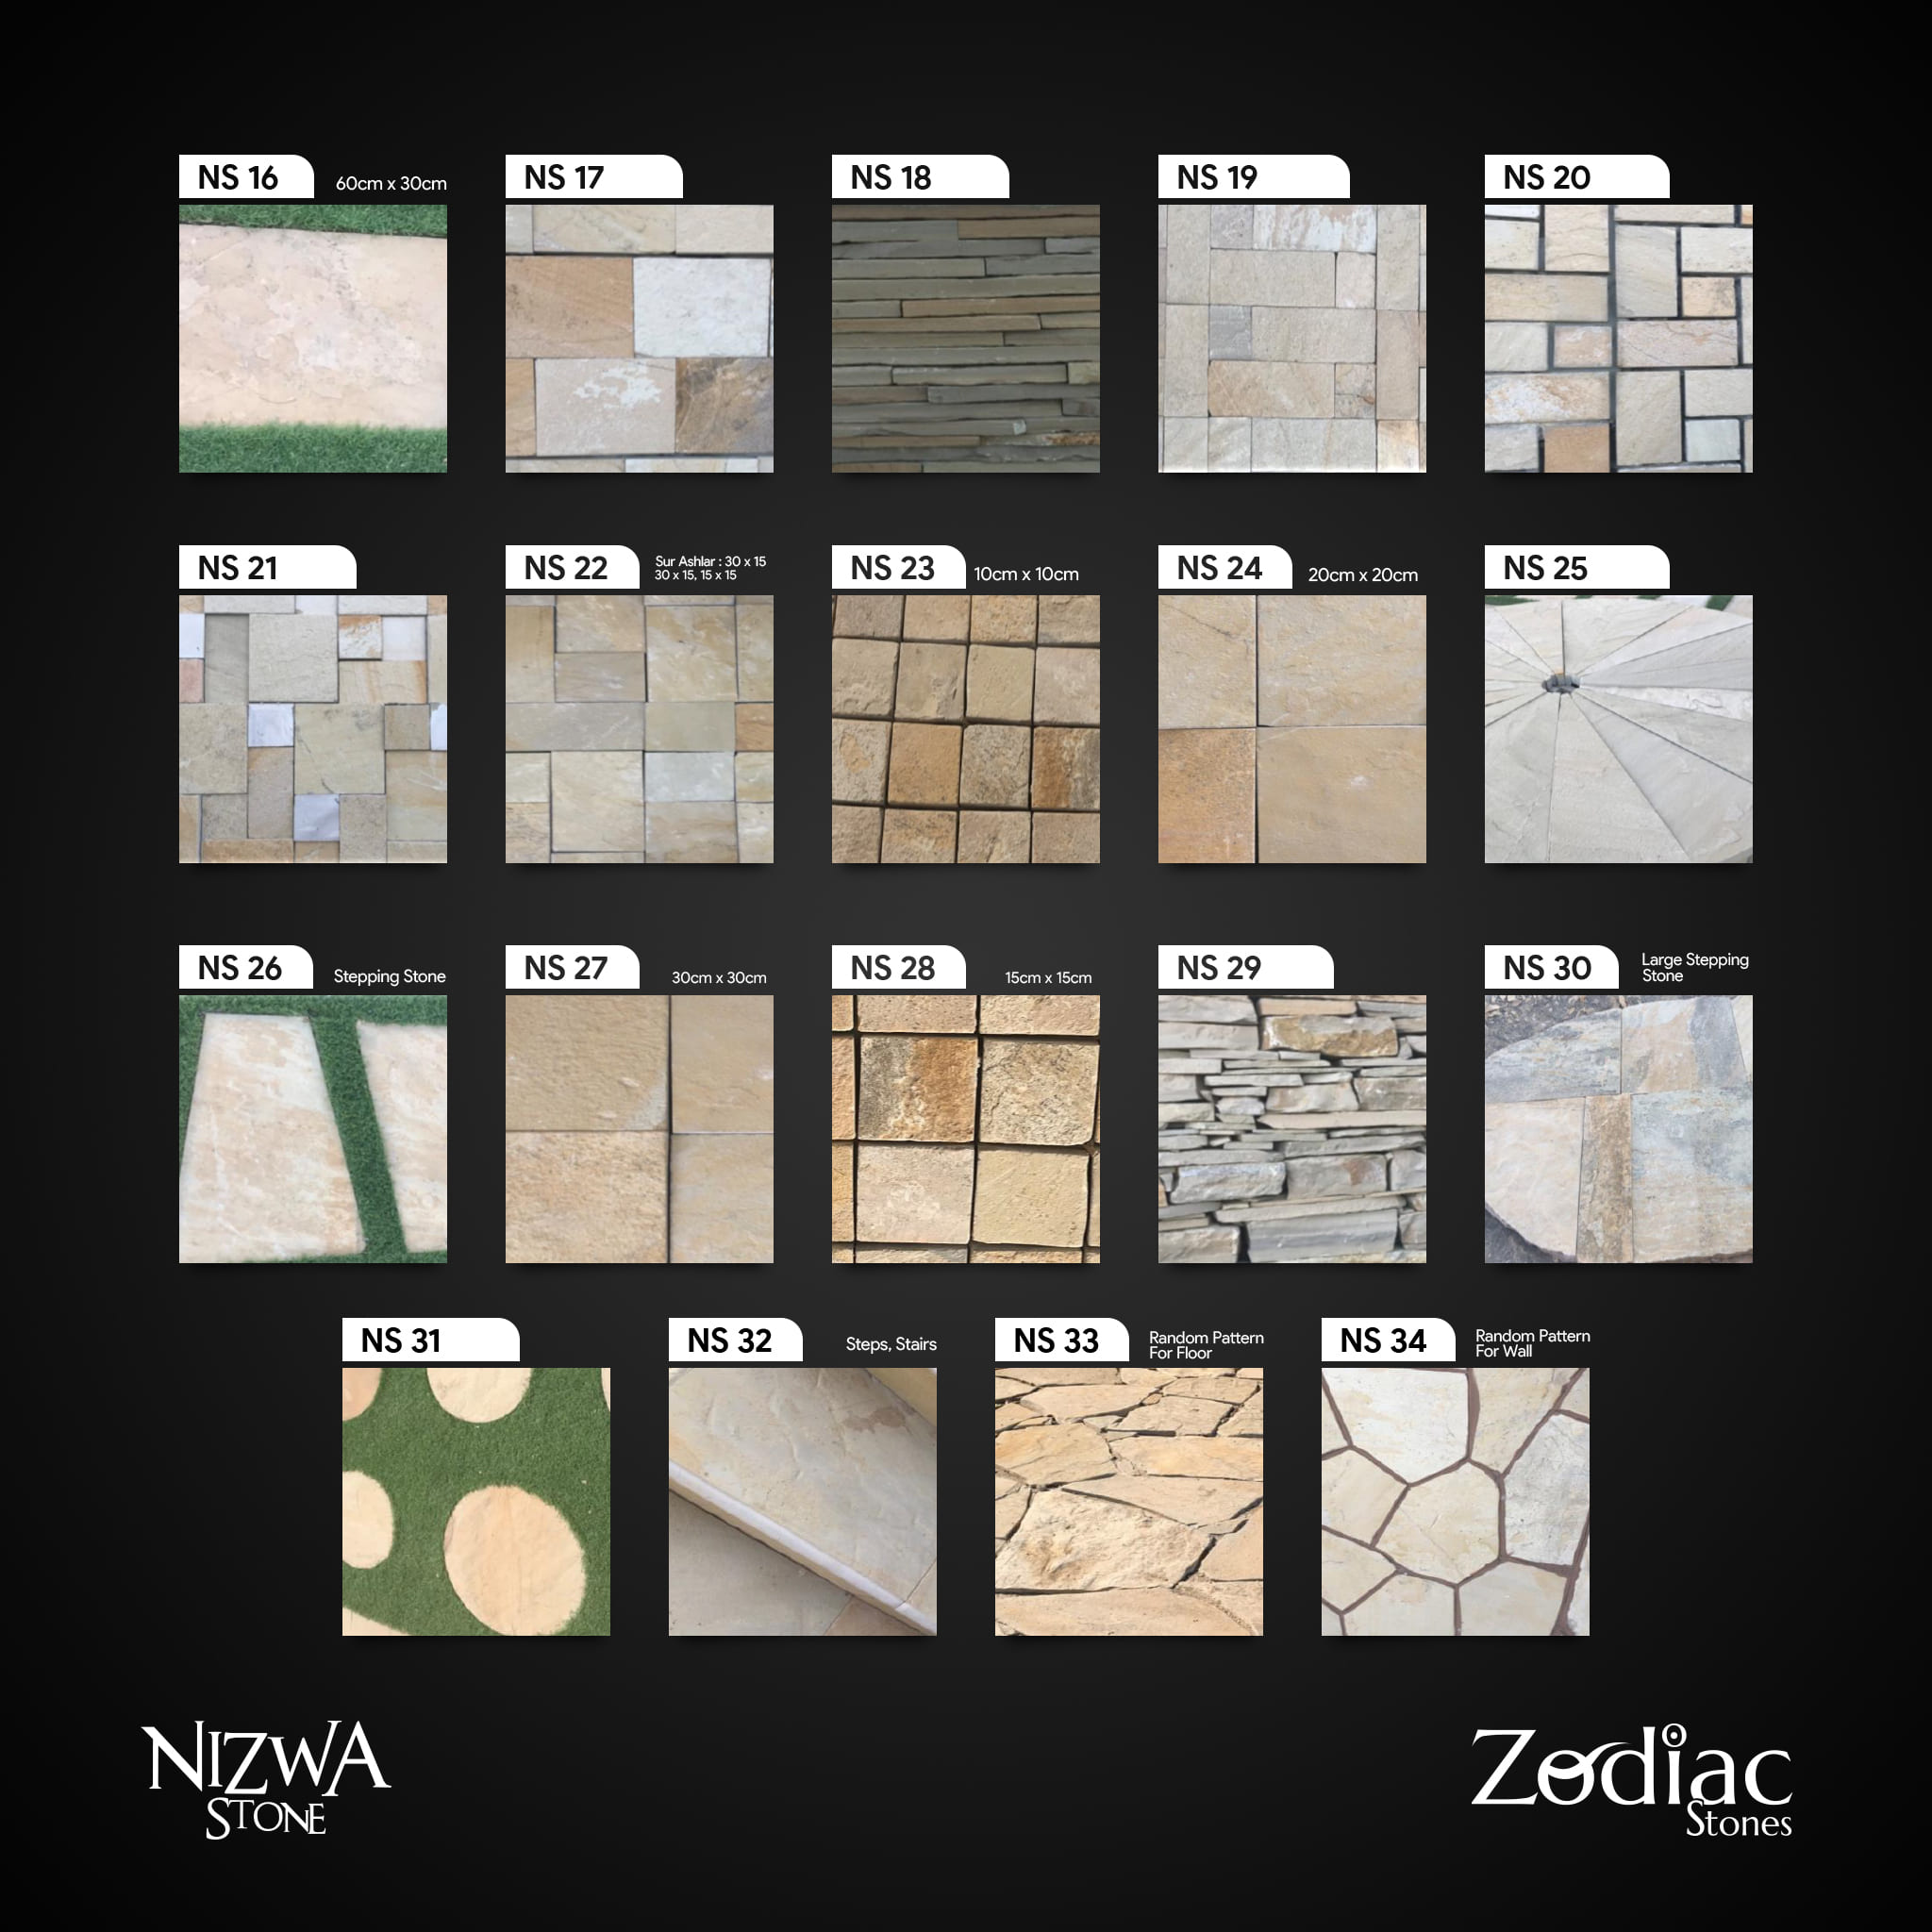 NS 16
60cm x 30cm
NS 17
NS 18
NS 19
NS 20
NS 21
NS 22
Sur Ashlar : 30 x 15
30 x 15, 15 x 15
NS 23
10cm x 10cm
NS 24
20cm x 20cm
NS 25
NS 26
Stepping Stone
NS 27
30cm x 30cm
NS 28
15cm x 15cm
NS 29
NS 30
Large Stepping
Stone
NS 31
NS 32
Steps, Stairs
NS 33
Random Pattern
For Floor
NS 34
Random Pattern
For Wall
NIZWA
STONE
Zodiac
Stones